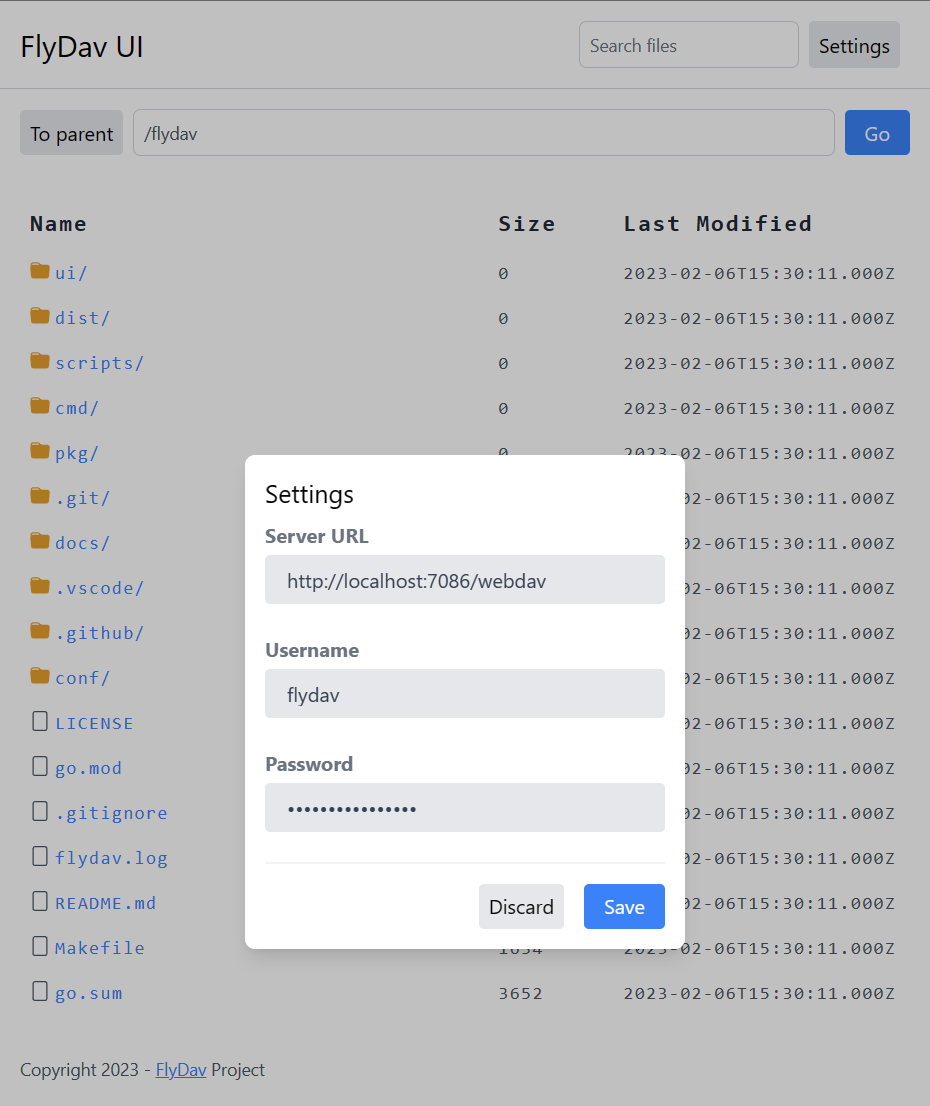 FlyDav UI
Search files
Settings
To parent
/flydav
Go
Name Size Last Modified
ui/ 0 2023-02-06T15:30:11.000Z
dist/ 0 2023-02-06T15:30:11.000Z
scripts/ 0 2023-02-06T15:30:11.000Z
cmd/ 0 2023-02-06T15:30:11.000Z
pkg/ 0 2023-02-06T15:30:11.000Z
.git/ 02-06T15:30:11.000Z
docs/ 02-06T15:30:11.000Z
.vscode/ 02-06T15:30:11.000Z
.github/ 02-06T15:30:11.000Z
conf/ 02-06T15:30:11.000Z
LICENSE 02-06T15:30:11.000Z
go.mod 02-06T15:30:11.000Z
.gitignore 02-06T15:30:11.000Z
flydav.log 02-06T15:30:11.000Z
README.md 02-06T15:30:11.000Z
Makefile 2023-02-06T15:30:11.000Z
go.sum 3652 2023-02-06T15:30:11.000Z
Settings
Server URL
http://localhost:7086/webdav
Username
flydav
Password
••••••••••••••••
Discard
Save
Copyright 2023 - FlyDav Project